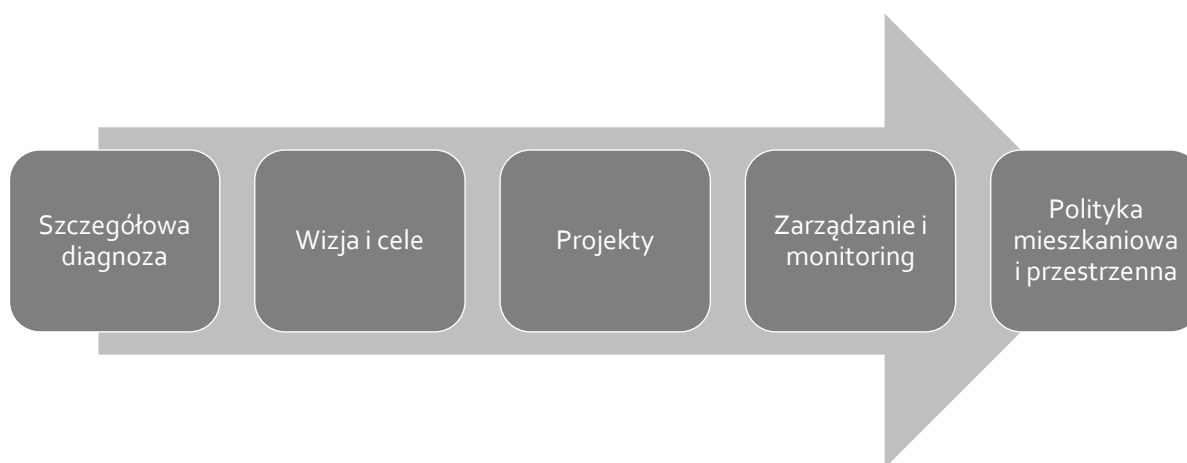 Szczegółowa
diagnoza
Wizja i cele
Projekty
Zarządzanie i
monitoring
Polityka
mieszkaniowa
i przestrzenna